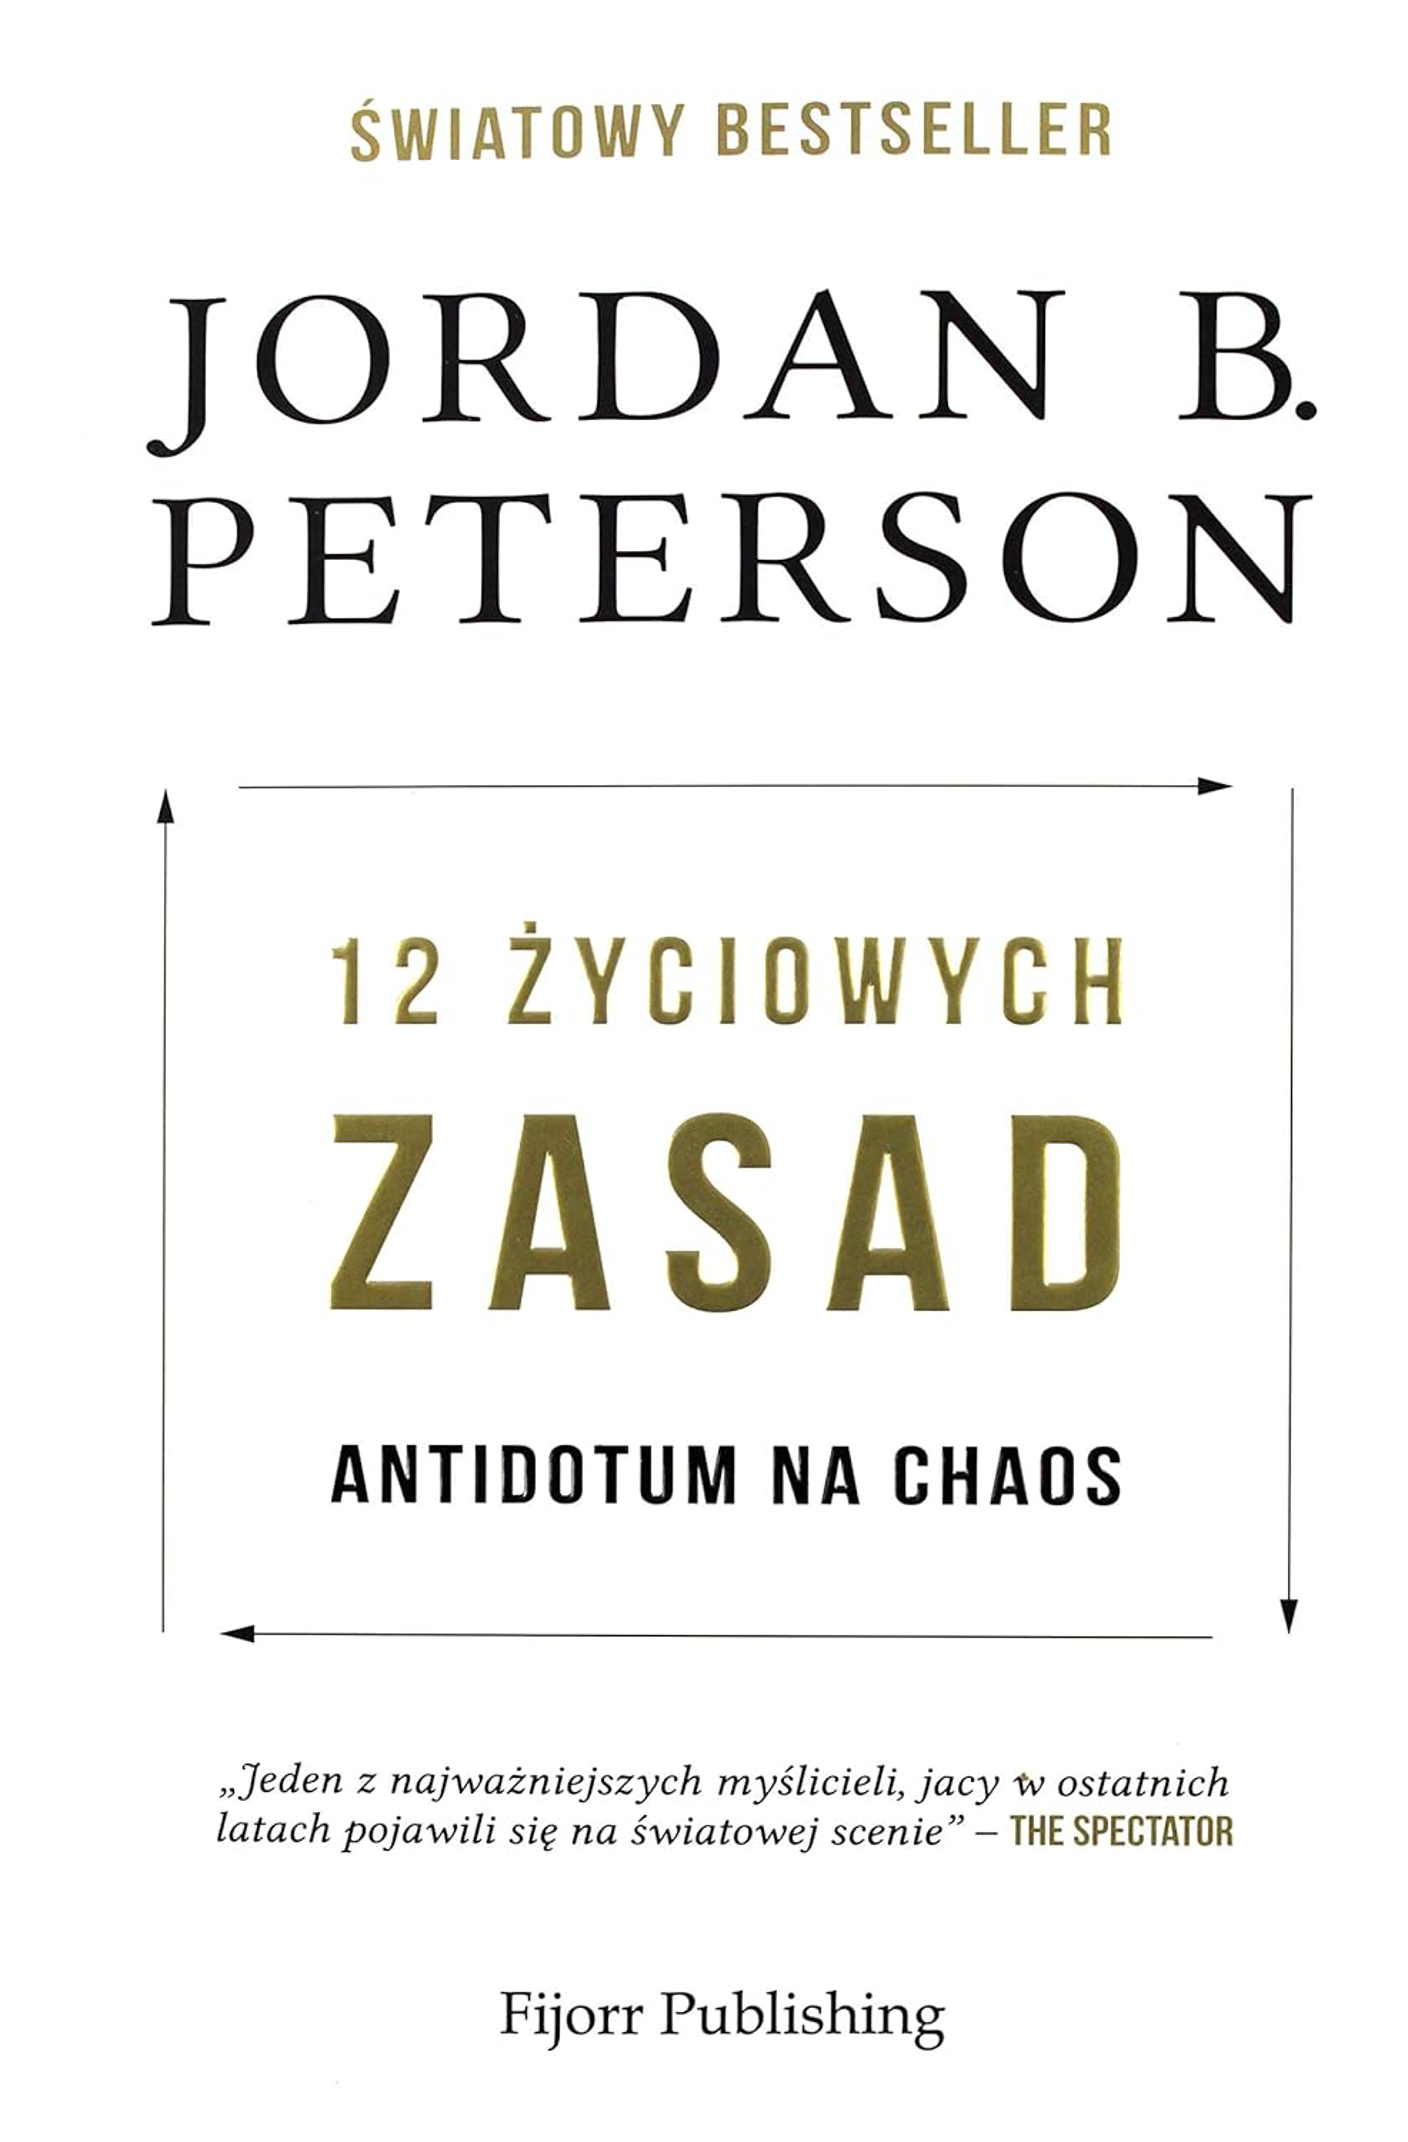 ŚWIATOWY BESTSELLER
JORDAN B.
PETERSON
12 ŻYCIOWYCH
ZASAD
ANTIDOTUM NA CHAOS
„Jeden z najważniejszych myślicieli, jacy w ostatnich
latach pojawili się na światowej scenie” – THE SPECTATOR
Fijorr Publishing